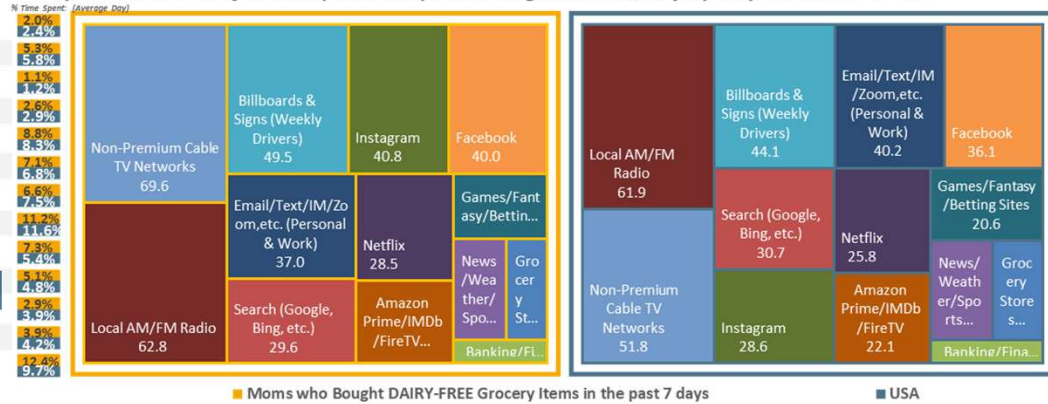 % Time Spent: (Average Day)
2.0%
2.4%
5.3%
5.8%
1.1%
1.2%
2.6%
2.9%
8.8%
8.3%
7.1%
6.8%
6.6%
7.5%
11.2%
11.6%
7.3%
5.4%
5.1%
4.8%
2.9%
3.9%
3.9%
4.2%
12.4%
9.7%
Non-Premium Cable
TV Networks
69.6
Local AM/FM Radio
62.8
Billboards &
Signs (Weekly
Drivers)
49.5
Email/Text/IM/Zo
om,etc. (Personal
& Work)
37.0
Search (Google,
Bing, etc.)
29.6
Instagram
40.8
Facebook
40.0
Netflix
28.5
Amazon
Prime/IMDb
/FireTV...
Games/Fant
asy/Bettin...
News
/Wea
ther/
Spo...
Gro
cer
y
St...
Banking/Fi...
Local AM/FM
Radio
61.9
Non-Premium
Cable TV
Networks
51.8
Billboards &
Signs (Weekly
Drivers)
44.1
Search (Google,
Bing, etc.)
30.7
Instagram
28.6
Email/Text/IM
/Zoom,etc.
(Personal &
Work)
40.2
Facebook
36.1
Netflix
25.8
Amazon
Prime/IMDb
/FireTV
22.1
Games/Fantasy
/Betting Sites
20.6
News/
Weath
er/Spo
rts...
Groc
ery
Store
s...
Banking/Fina...
Moms who Bought DAIRY-FREE Grocery Items in the past 7 days
USA